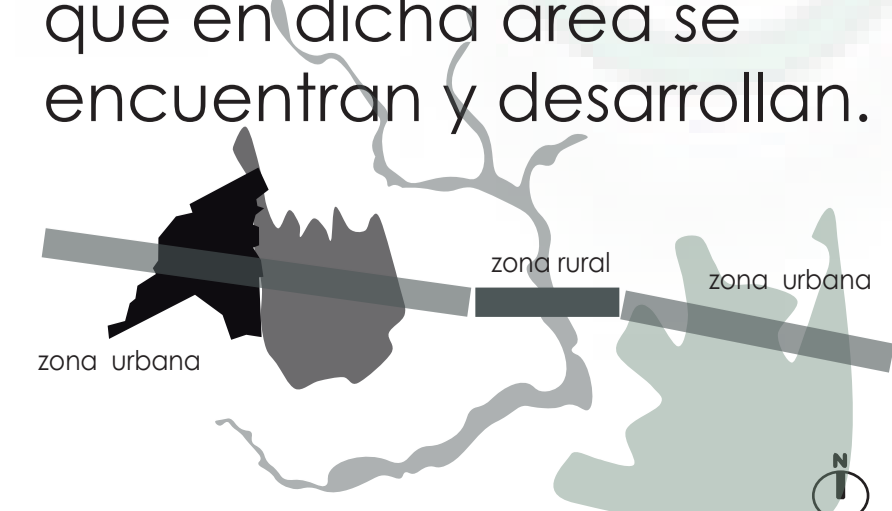 que en dicha área se
encuentran y desarrollan.
zona rural
zona urbana
zona urbana
N